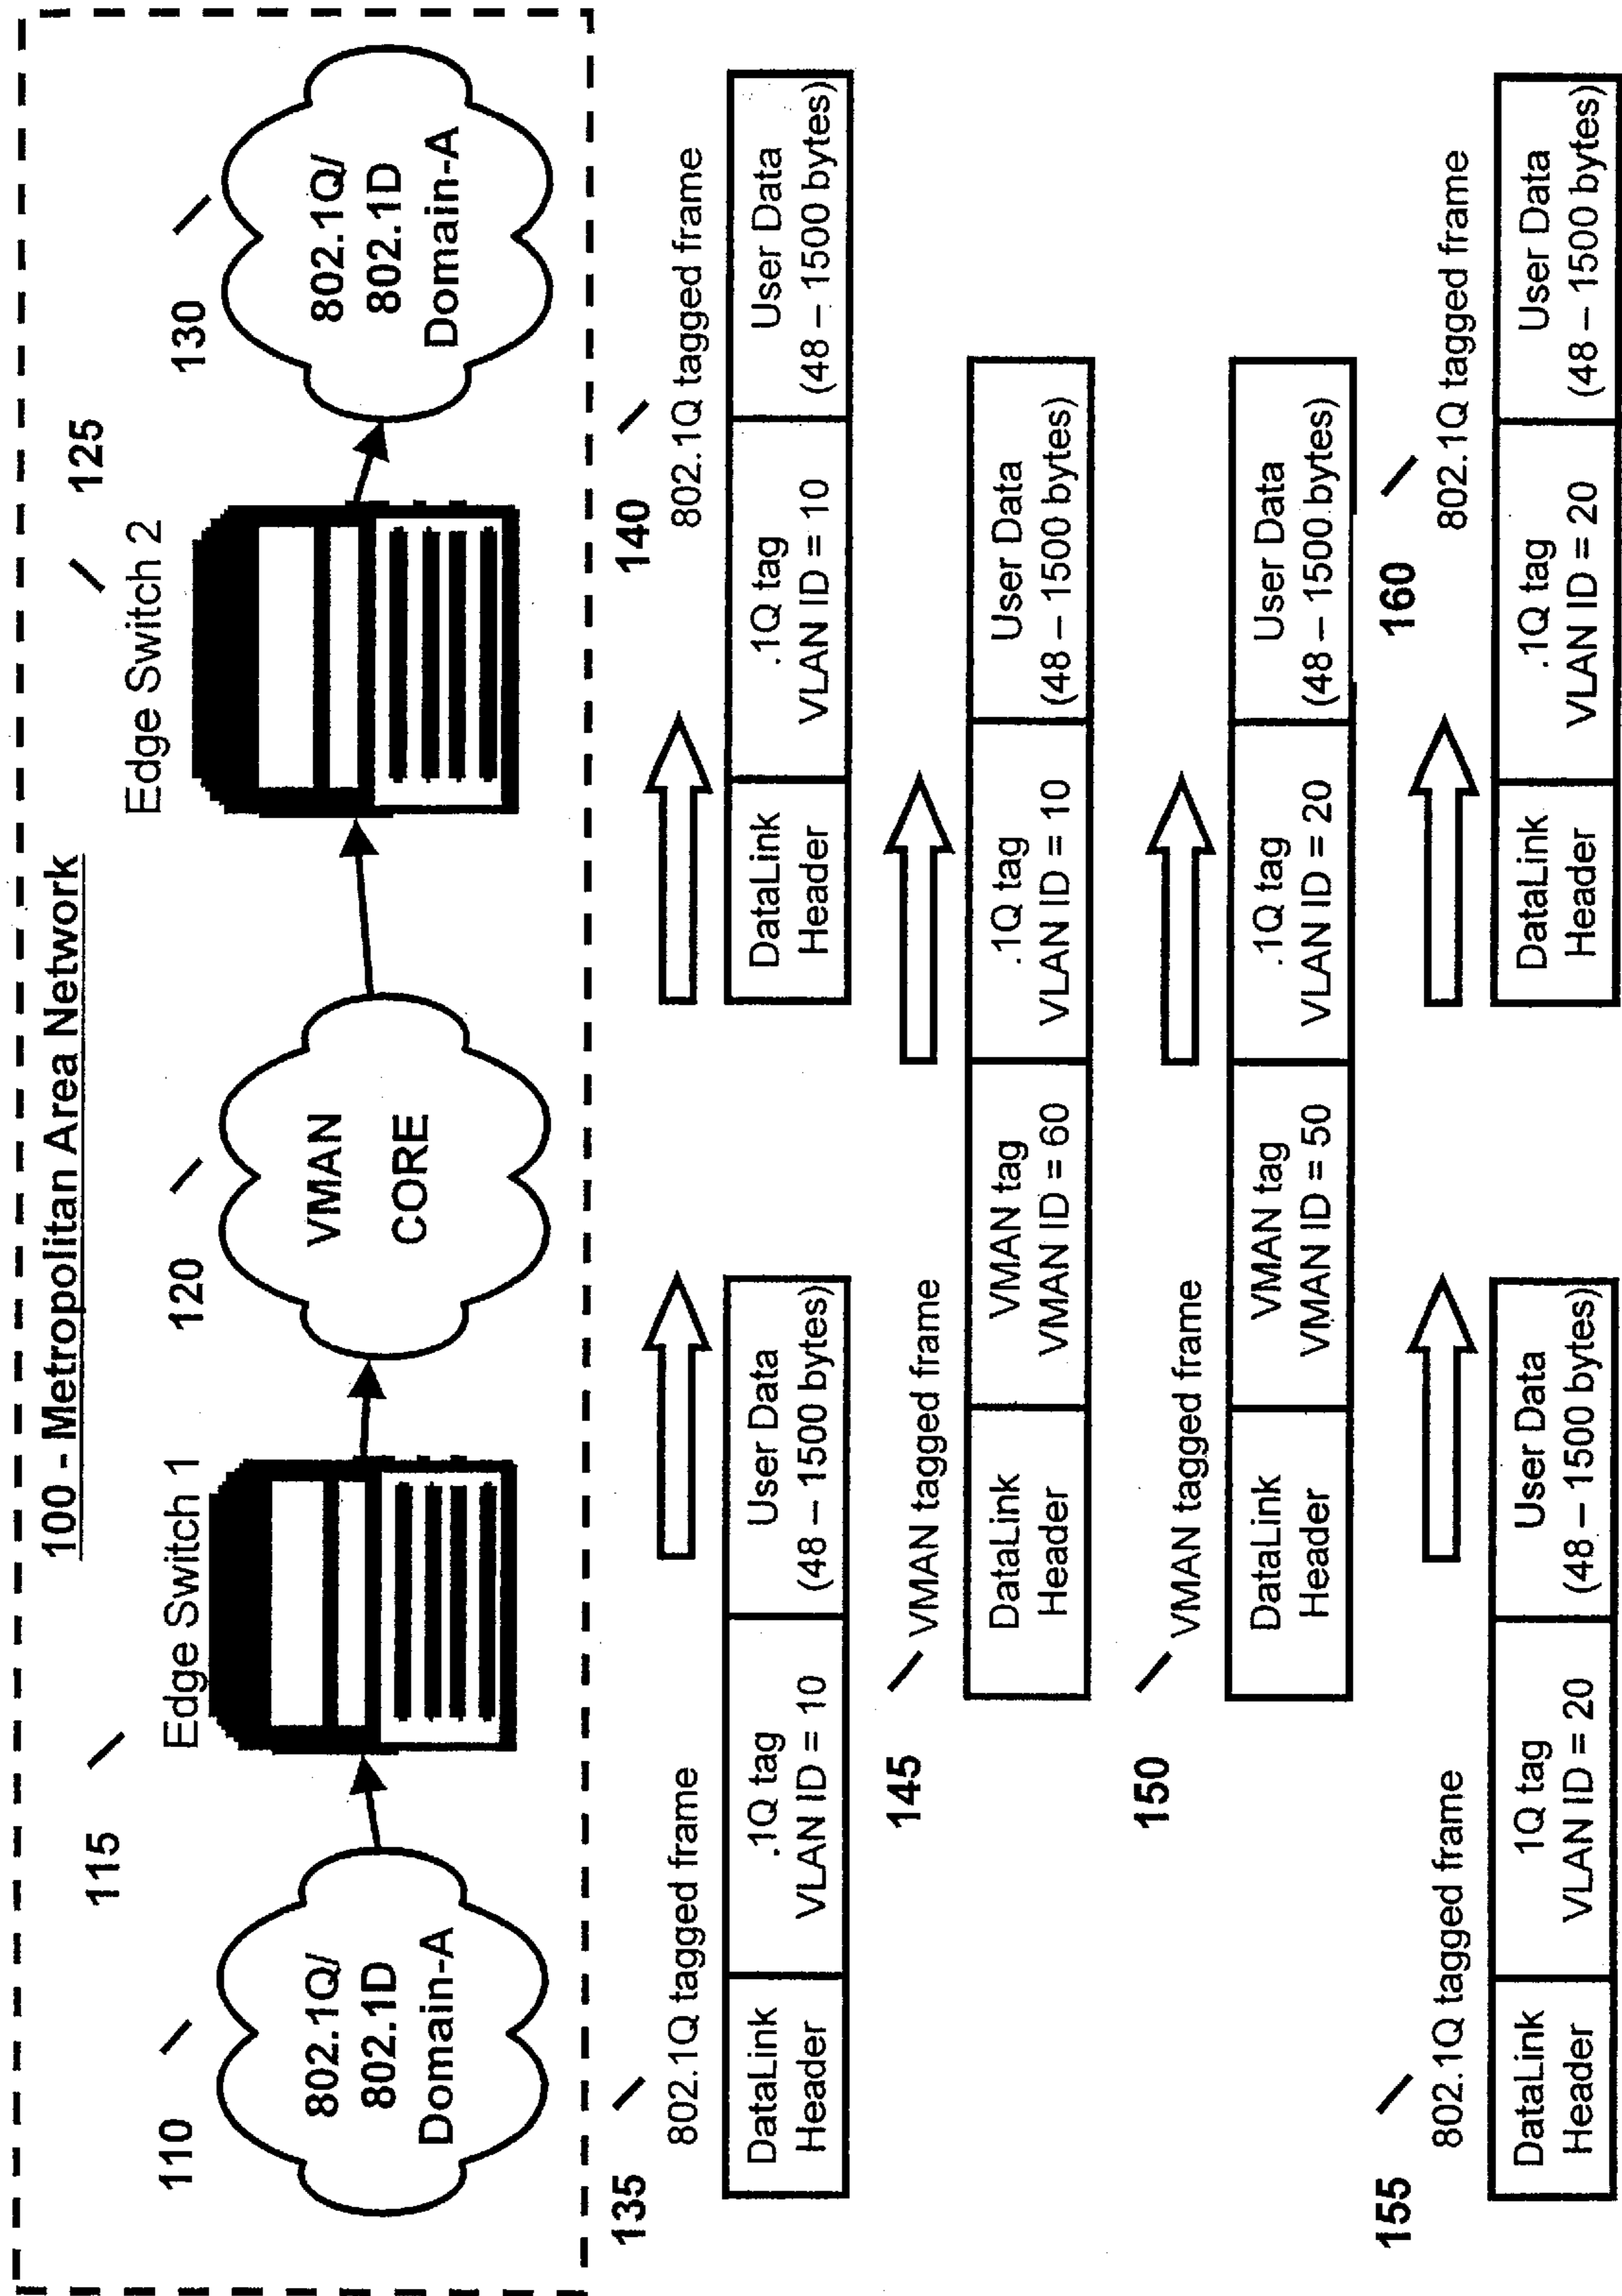 100 - Metropolitan Area Network
110
802.1Q/
802.1D
Domain-A
115
Edge Switch 1
120
VMAN
CORE
125
Edge Switch 2
130
802.1Q/
802.1D
Domain-A
135
802.1Q tagged frame
DataLink
Header
.1Q tag
VLAN ID = 10
User Data
(48 – 1500 bytes)
140
802.1Q tagged frame
DataLink
Header
.1Q tag
VLAN ID = 10
User Data
(48 – 1500 bytes)
145
VMAN tagged frame
DataLink
Header
VMAN tag
VMAN ID = 60
.1Q tag
VLAN ID = 10
User Data
(48 – 1500 bytes)
150
VMAN tagged frame
DataLink
Header
VMAN tag
VMAN ID = 50
.1Q tag
VLAN ID = 20
User Data
(48 – 1500 bytes)
155
802.1Q tagged frame
DataLink
Header
1Q tag
VLAN ID = 20
User Data
(48 – 1500 bytes)
160
802.1Q tagged frame
DataLink
Header
.1Q tag
VLAN ID = 20
User Data
(48 – 1500 bytes)